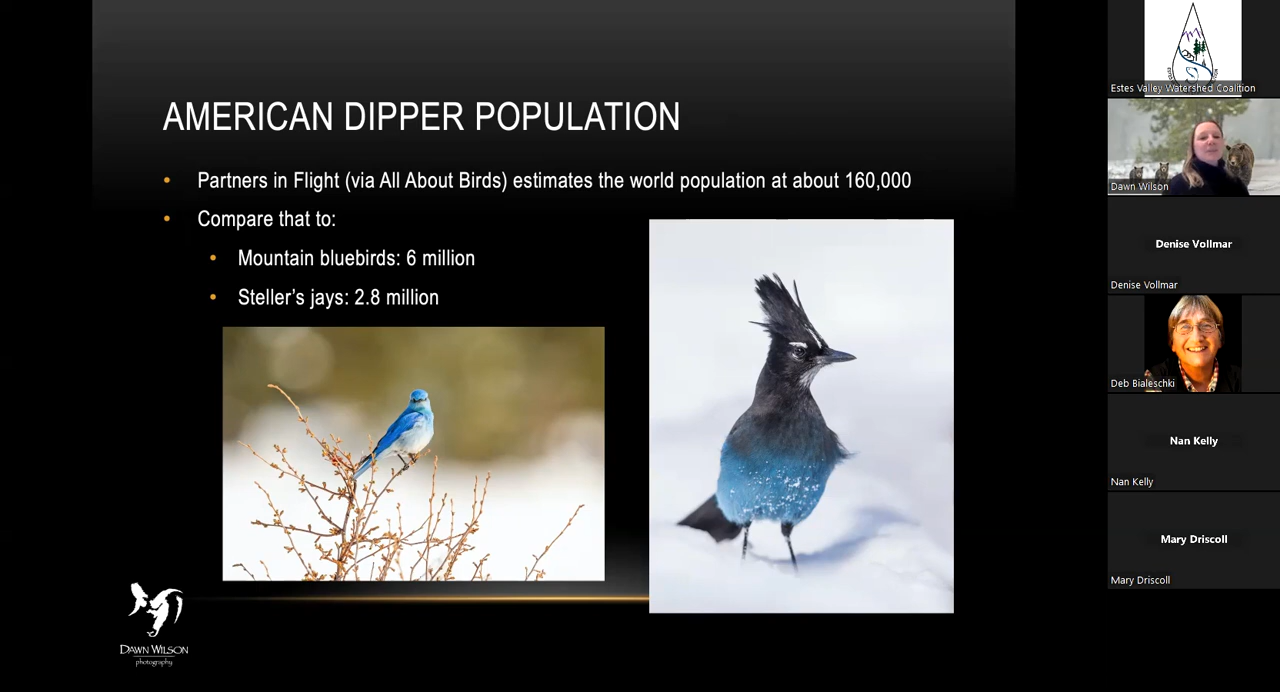 AMERICAN DIPPER POPULATION
• Partners in Flight (via All About Birds) estimates the world population at about 160,000
• Compare that to:
• Mountain bluebirds: 6 million
• Steller’s jays: 2.8 million
DAWN WILSON
photography
Estes Valley Watershed Coalition
Dawn Wilson
Denise Vollmar
Denise Vollmar
Deb Bialeschki
Nan Kelly
Nan Kelly
Mary Driscoll
Mary Driscoll